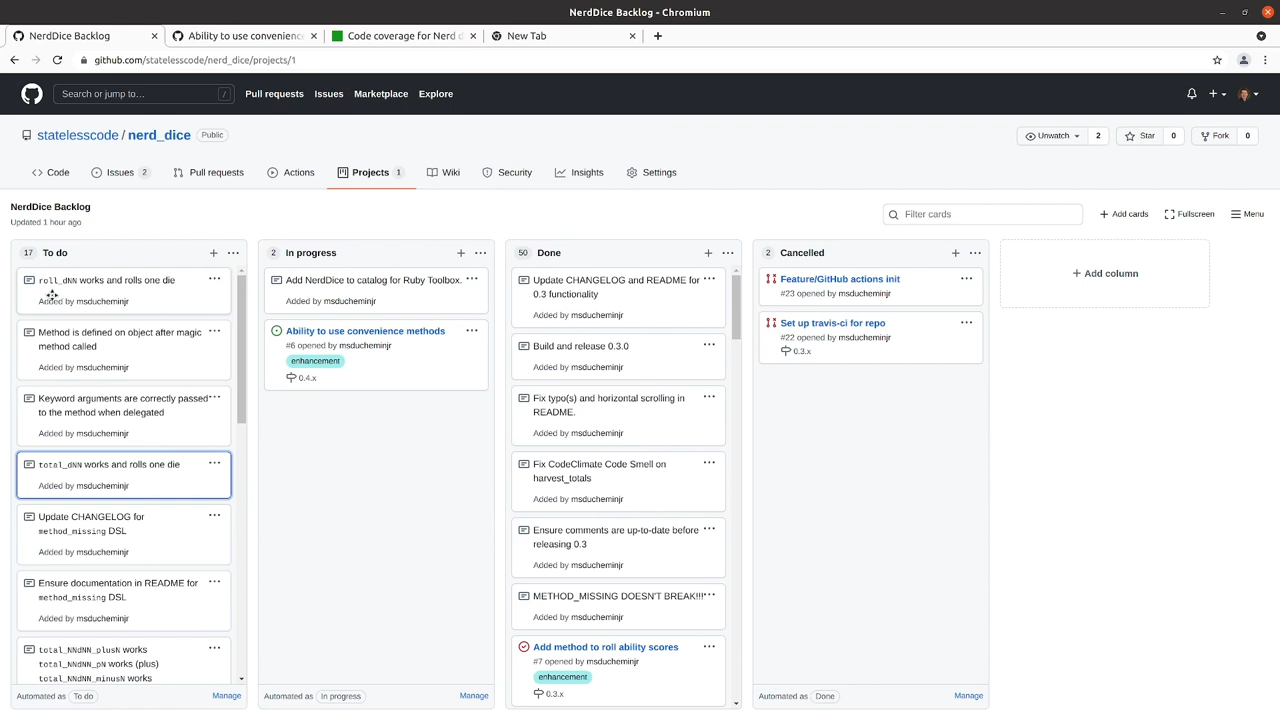 NerdDice Backlog - Chromium
NerdDice Backlog
Ability to use convenienc
Code coverage for Nerd d
New Tab
github.com/statelesscode/nerd_dice/projects/1
Search or jump to…
/
Pull requests
Issues
Marketplace
Explore
statelesscode / nerd_dice
Public
Unwatch
2
Star
0
Fork
0
Code
Issues 2
Pull requests
Actions
Projects 1
Wiki
Security
Insights
Settings
NerdDice Backlog
Updated 1 hour ago
Filter cards
Add cards
Fullscreen
Menu
17 To do
roll_dNN works and rolls one die
Added by msducheminjr
Method is defined on object after magic
method called
Added by msducheminjr
Keyword arguments are correctly passed
to the method when delegated
Added by msducheminjr
total_dNN works and rolls one die
Added by msducheminjr
Update CHANGELOG for
method_missing DSL
Added by msducheminjr
Ensure documentation in README for
method_missing DSL
Added by msducheminjr
total_NNdNN_plusN works
total_NNdNN_pN works (plus)
total_NNdNN_minusN works
Automated as To do
Manage
2 In progress
Add NerdDice to catalog for Ruby Toolbox.
Added by msducheminjr
Ability to use convenience methods
#6 opened by msducheminjr
enhancement
0.4.x
Automated as In progress
Manage
50 Done
Update CHANGELOG and README for
0.3 functionality
Added by msducheminjr
Build and release 0.3.0
Added by msducheminjr
Fix typo(s) and horizontal scrolling in
README.
Added by msducheminjr
Fix CodeClimate Code Smell on
harvest_totals
Added by msducheminjr
Ensure comments are up-to-date before
releasing 0.3
Added by msducheminjr
METHOD_MISSING DOESN'T BREAK!!!
Added by msducheminjr
Add method to roll ability scores
#7 opened by msducheminjr
enhancement
0.3.x
2 Cancelled
Feature/GitHub actions init
#23 opened by msducheminjr
Set up travis-ci for repo
#22 opened by msducheminjr
0.3.x
Automated as Done
Manage
Add column